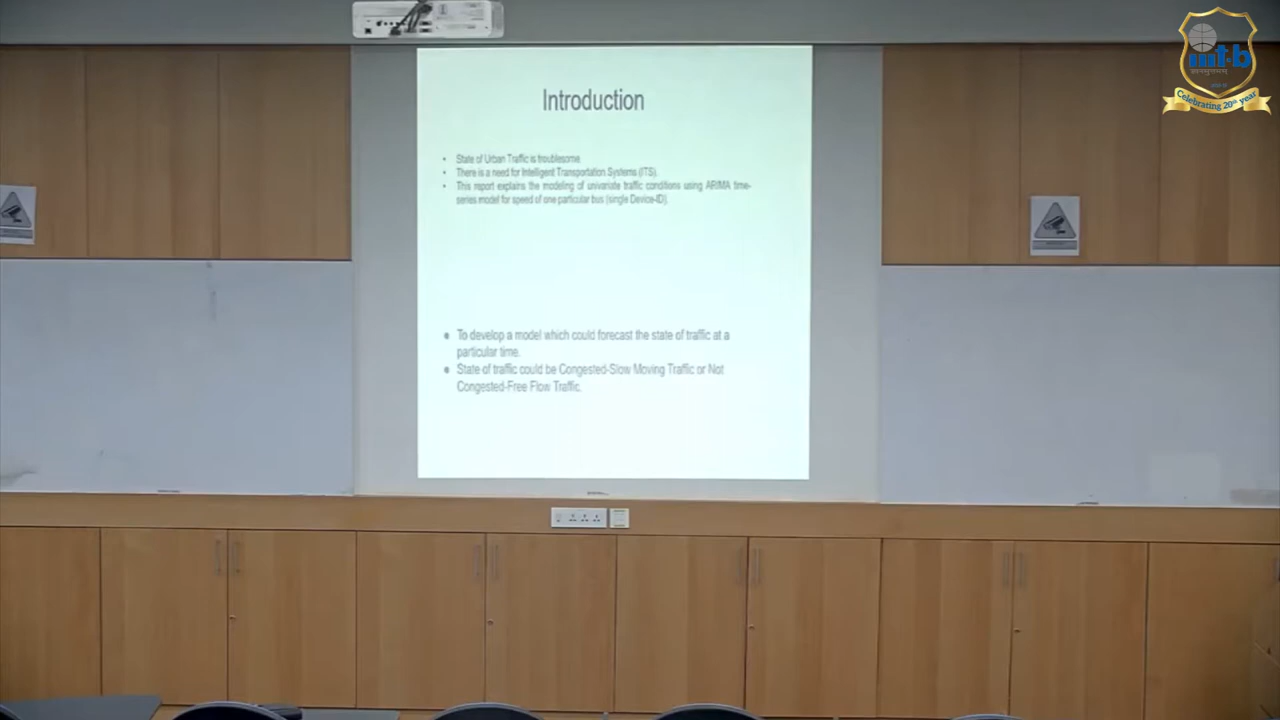 iiit-b
Celebrating 20th year
Introduction
• State of Urban Traffic is troublesome.
• There is a need for Intelligent Transportation Systems (ITS).
• This report explains the modeling of univariate traffic conditions using ARIMA time-
series model for speed of one particular bus (single Device-ID).
● To develop a model which could forecast the state of traffic at a
particular time.
● State of traffic could be Congested-Slow Moving Traffic or Not
Congested-Free Flow Traffic.